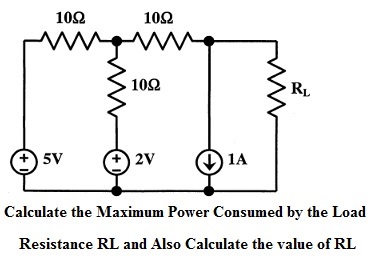 10Ω 10Ω
10Ω
RL
5V 2V 1A
Calculate the Maximum Power Consumed by the Load
Resistance RL and Also Calculate the value of RL